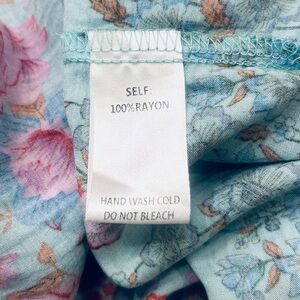 SELF:
100%RAYON
HAND WASH COLD
DO NOT BLEACH